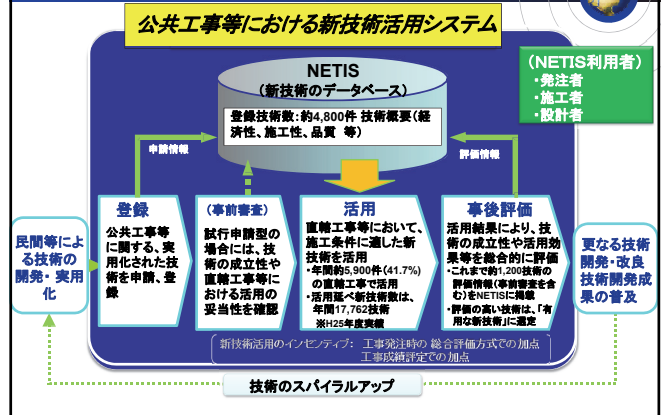 公共工事等における新技術活用システム
(NETIS利用者)
・発注者
・施工者
・設計者
NETIS
(新技術のデータベース)
登録技術数:約4,800件 技術概要(経
済性、施工性、品質 等)
申請情報
評価情報
民間等によ
る技術の
開発・実用
化
登録
公共工事等
に関する、実
用化された技
術を申請、登
録
(事前審査)
試行申請型の
場合には、技
術の成立性や
直轄工事等に
おける活用の
妥当性を確認
活用
直轄工事等において、
施工条件に適した新
技術を活用
・年間約5,900件(41.7%)
の直轄工事で活用
・活用延べ新技術数は、
年間17,762技術
※H25年度実績
事後評価
活用結果により、技
術の成立性や活用効
果等を総合的に評価
・これまで約1,200技術の
評価情報(事前審査を含
む)をNETISに掲載
・評価の高い技術は、「有
用な新技術」に選定
更なる技術
開発・改良
技術開発成
果の普及
新技術活用のインセンティブ: 工事発注時の 総合評価方式での加点
工事成績評定での加点
技術のスパイラルアップ